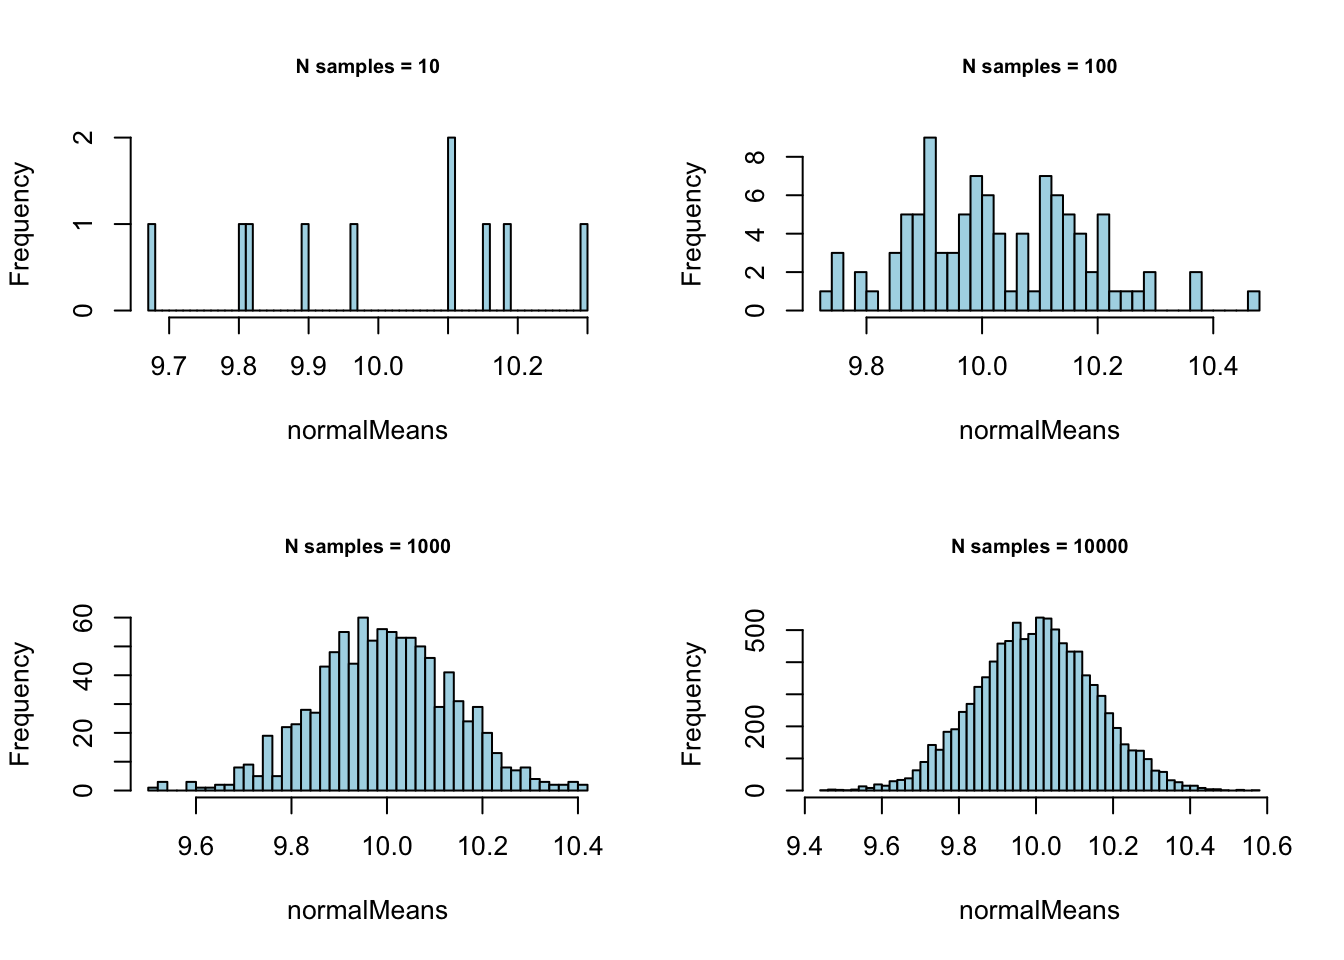 N samples = 10
Frequency
0 1 2
9.7 9.8 9.9 10.0 10.2
normalMeans
N samples = 100
Frequency
0 2 4 6 8
9.8 10.0 10.2 10.4
normalMeans
N samples = 1000
Frequency
0 20 40 60
9.6 9.8 10.0 10.2 10.4
normalMeans
N samples = 10000
Frequency
0 200 500
9.4 9.6 9.8 10.0 10.2 10.4 10.6
normalMeans